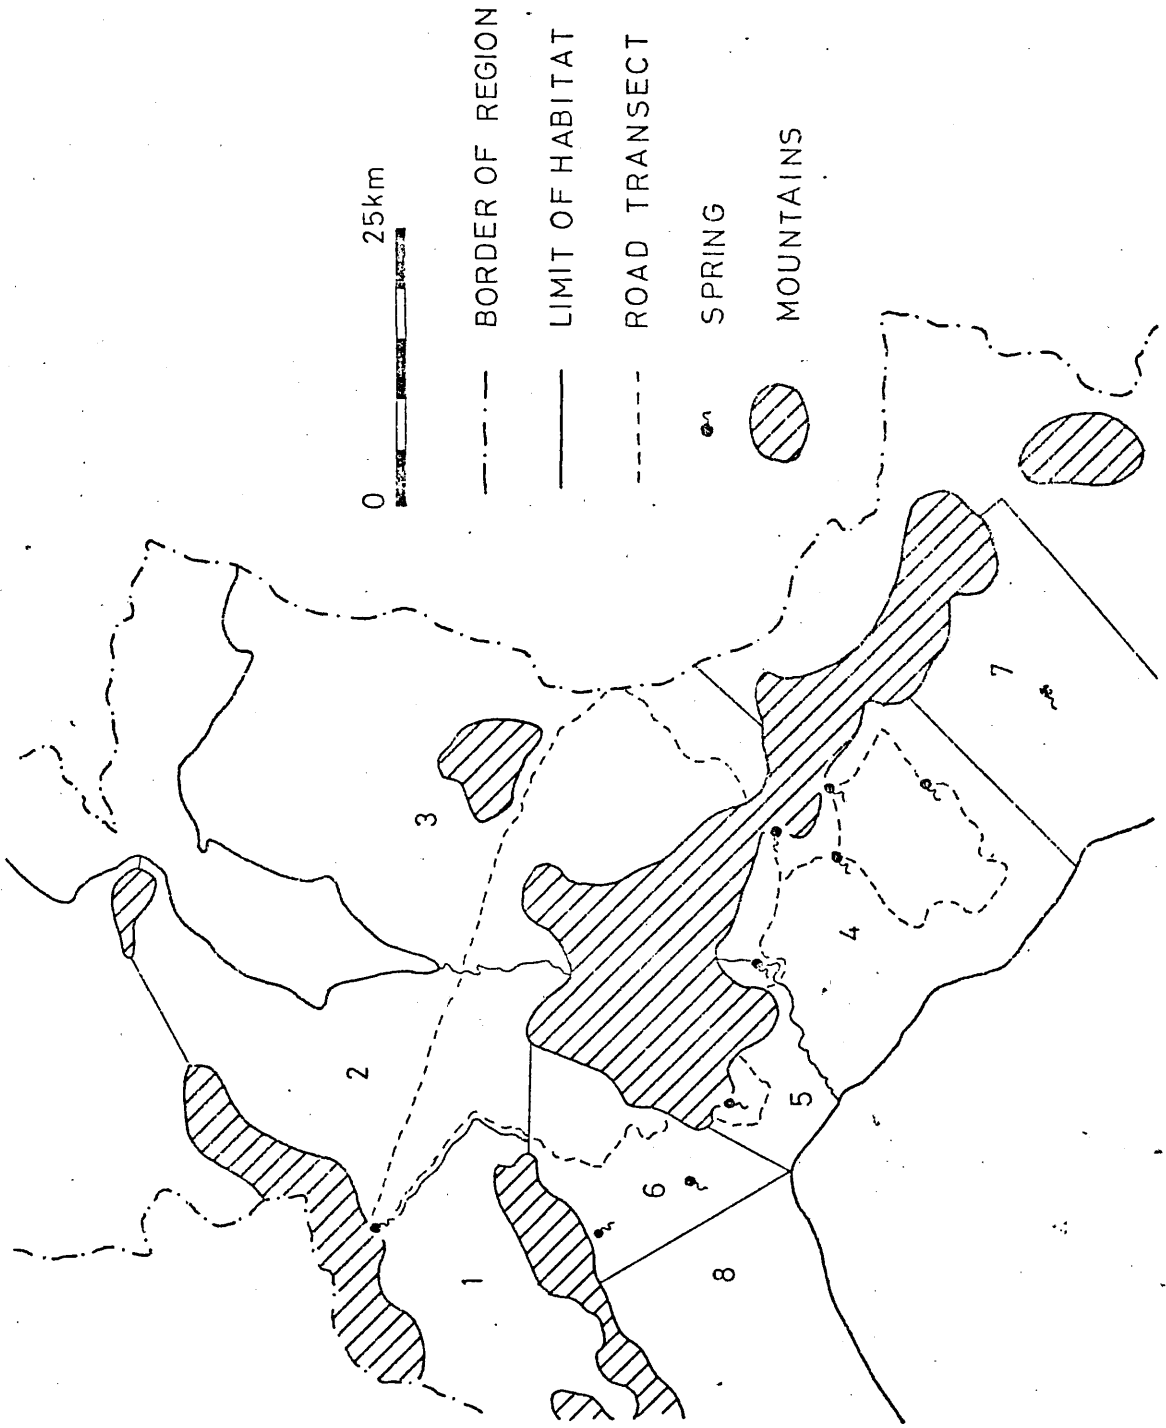 0 25km
BORDER OF REGION
LIMIT OF HABITAT
ROAD TRANSECT
SPRING
MOUNTAINS
1
2
3
4
5
6
7
8